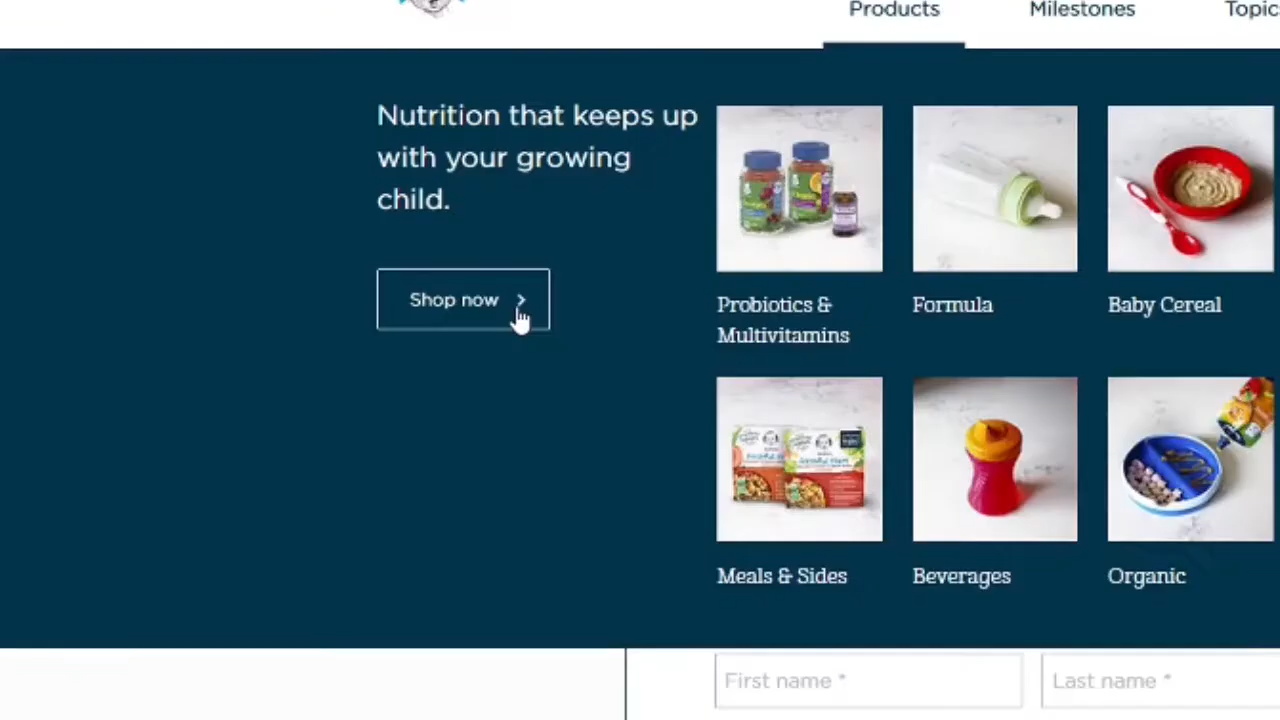 Products
Milestones
Topic
Nutrition that keeps up
with your growing
child.
Shop now
Probiotics &
Multivitamins
Formula
Baby Cereal
Meals & Sides
Beverages
Organic
First name *
Last name *